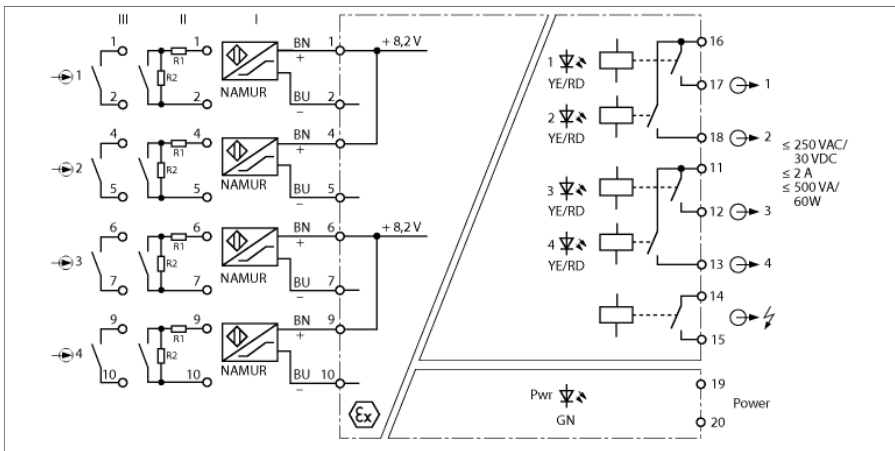 III II I
1 1 BN 1 + 8,2 V 16
R1 +
1 R2 1
YE/RD
2 2 NAMUR BU 2 17 1
–
4 4 BN 4 2 18 2
R1 + YE/RD
2 R2 ≤ 250 VAC/
30 VDC
≤ 2 A
≤ 500 VA/
60W
5 5 NAMUR BU 5 11
–
6 6 BN 6 + 8,2 V 3 12 3
R1 + YE/RD
3 R2
7 7 NAMUR BU 7 4 13 4
– YE/RD
9 9 BN 9 14
R1 +
4 R2 15
10 10 NAMUR BU 10
–
Ex Pwr 19
GN Power
20